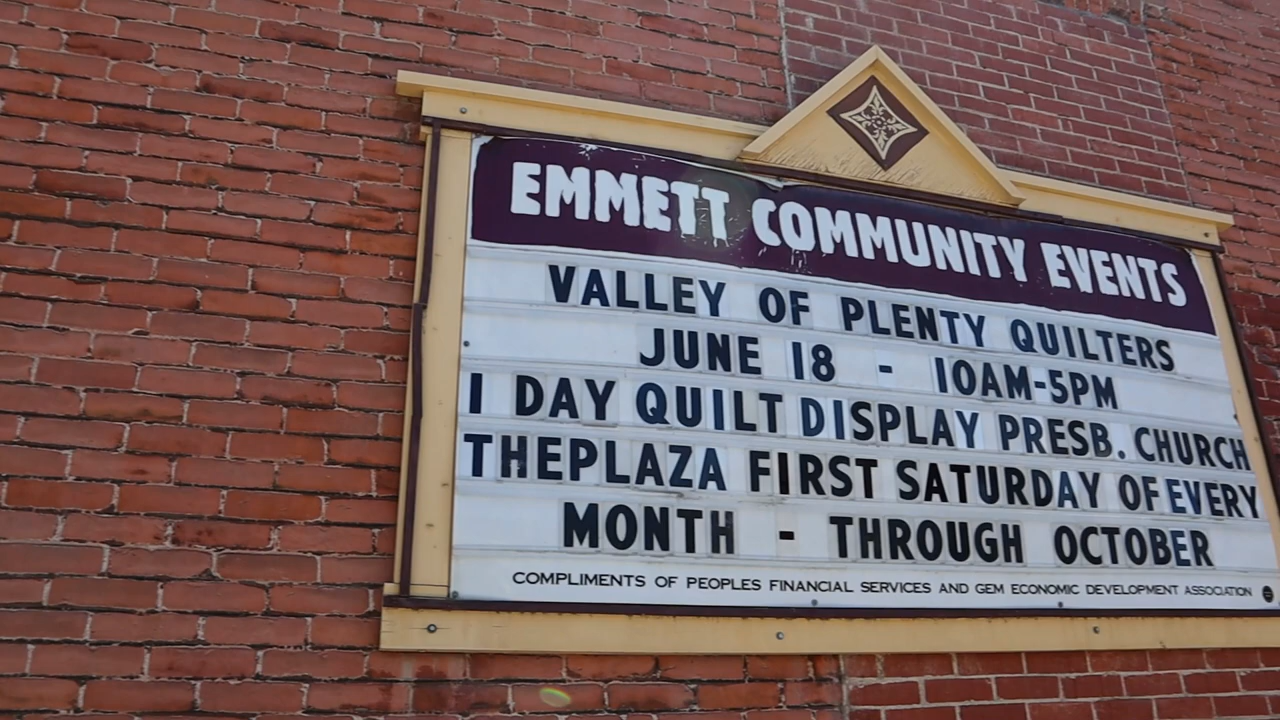 EMMETT COMMUNITY EVENTS
VALLEY OF PLENTY QUILTERS
JUNE 18 - 10AM-5PM
1 DAY QUILT DISPLAY PRESB. CHURCH
THEPLAZA FIRST SATURDAY OF EVERY
MONTH - THROUGH OCTOBER
COMPLIMENTS OF PEOPLES FINANCIAL SERVICES AND GEM ECONOMIC DEVELOPMENT ASSOCIATION